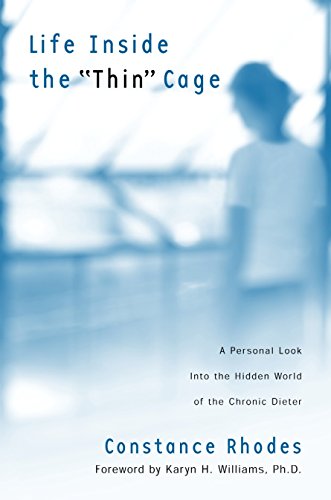 Life Inside
the "Thin" Cage
A Personal Look
Into the Hidden World
of the Chronic Dieter
Constance Rhodes
Foreword by Karyn H. Williams, Ph.D.